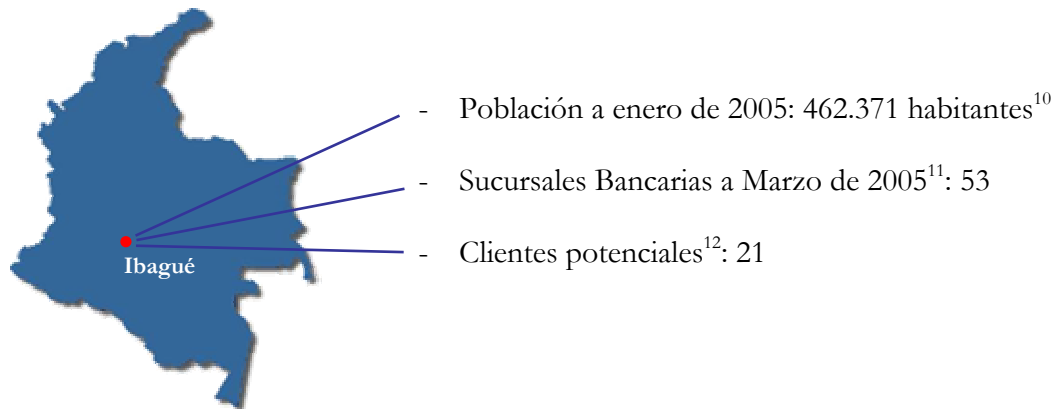 - Población a enero de 2005: 462.371 habitantes¹⁰
- Sucursales Bancarias a Marzo de 2005¹¹: 53
- Clientes potenciales¹²: 21
Ibagué